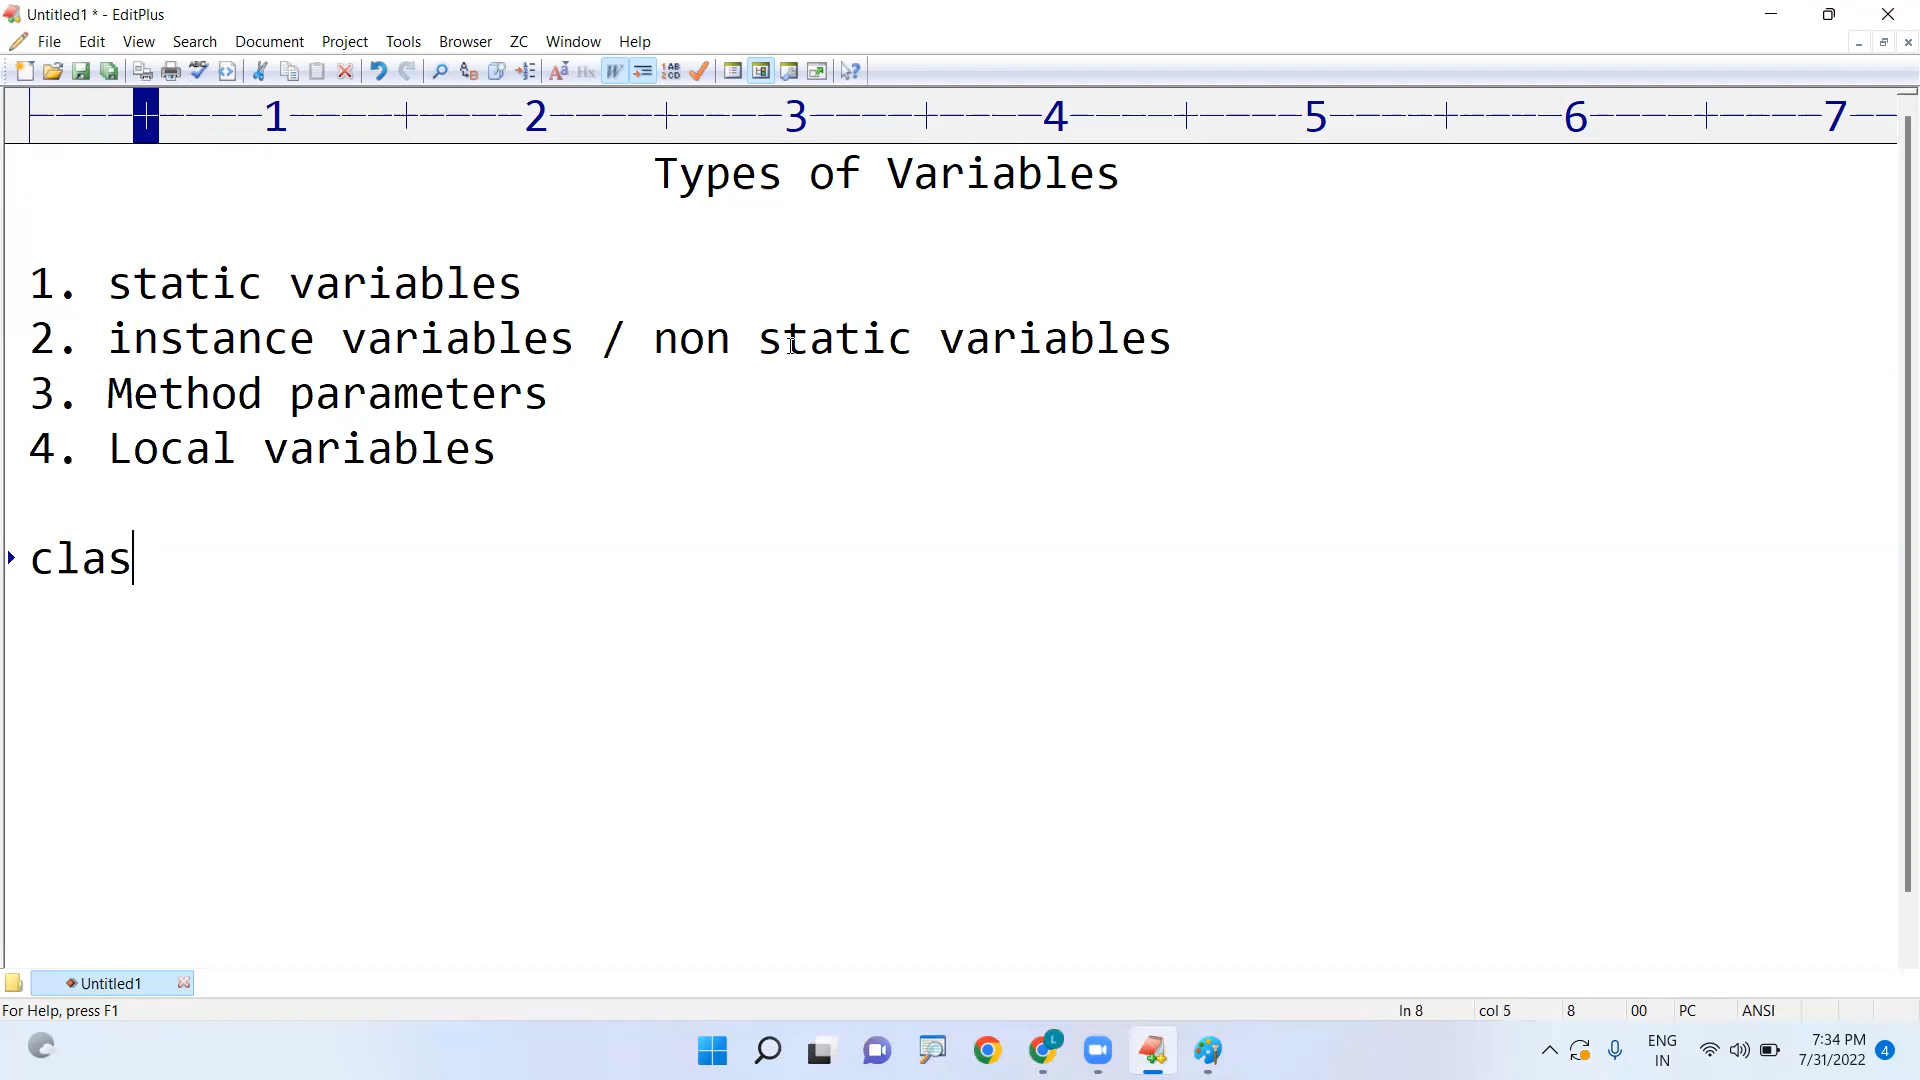 Untitled1 * - EditPlus
File Edit View Search Document Project Tools Browser ZC Window Help
1 2 3 4 5 6 7
Types of Variables
1. static variables
2. instance variables / non static variables
3. Method parameters
4. Local variables
clas
Untitled1
For Help, press F1 ln 8 col 5 8 00 PC ANSI
ENG
IN
7:34 PM
7/31/2022
4